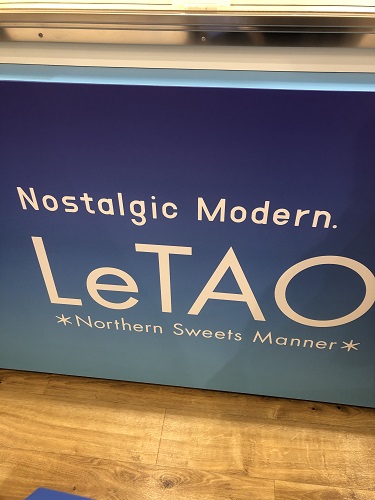 Nostalgic Modern.
LeTAO
*Northern Sweets Manner*